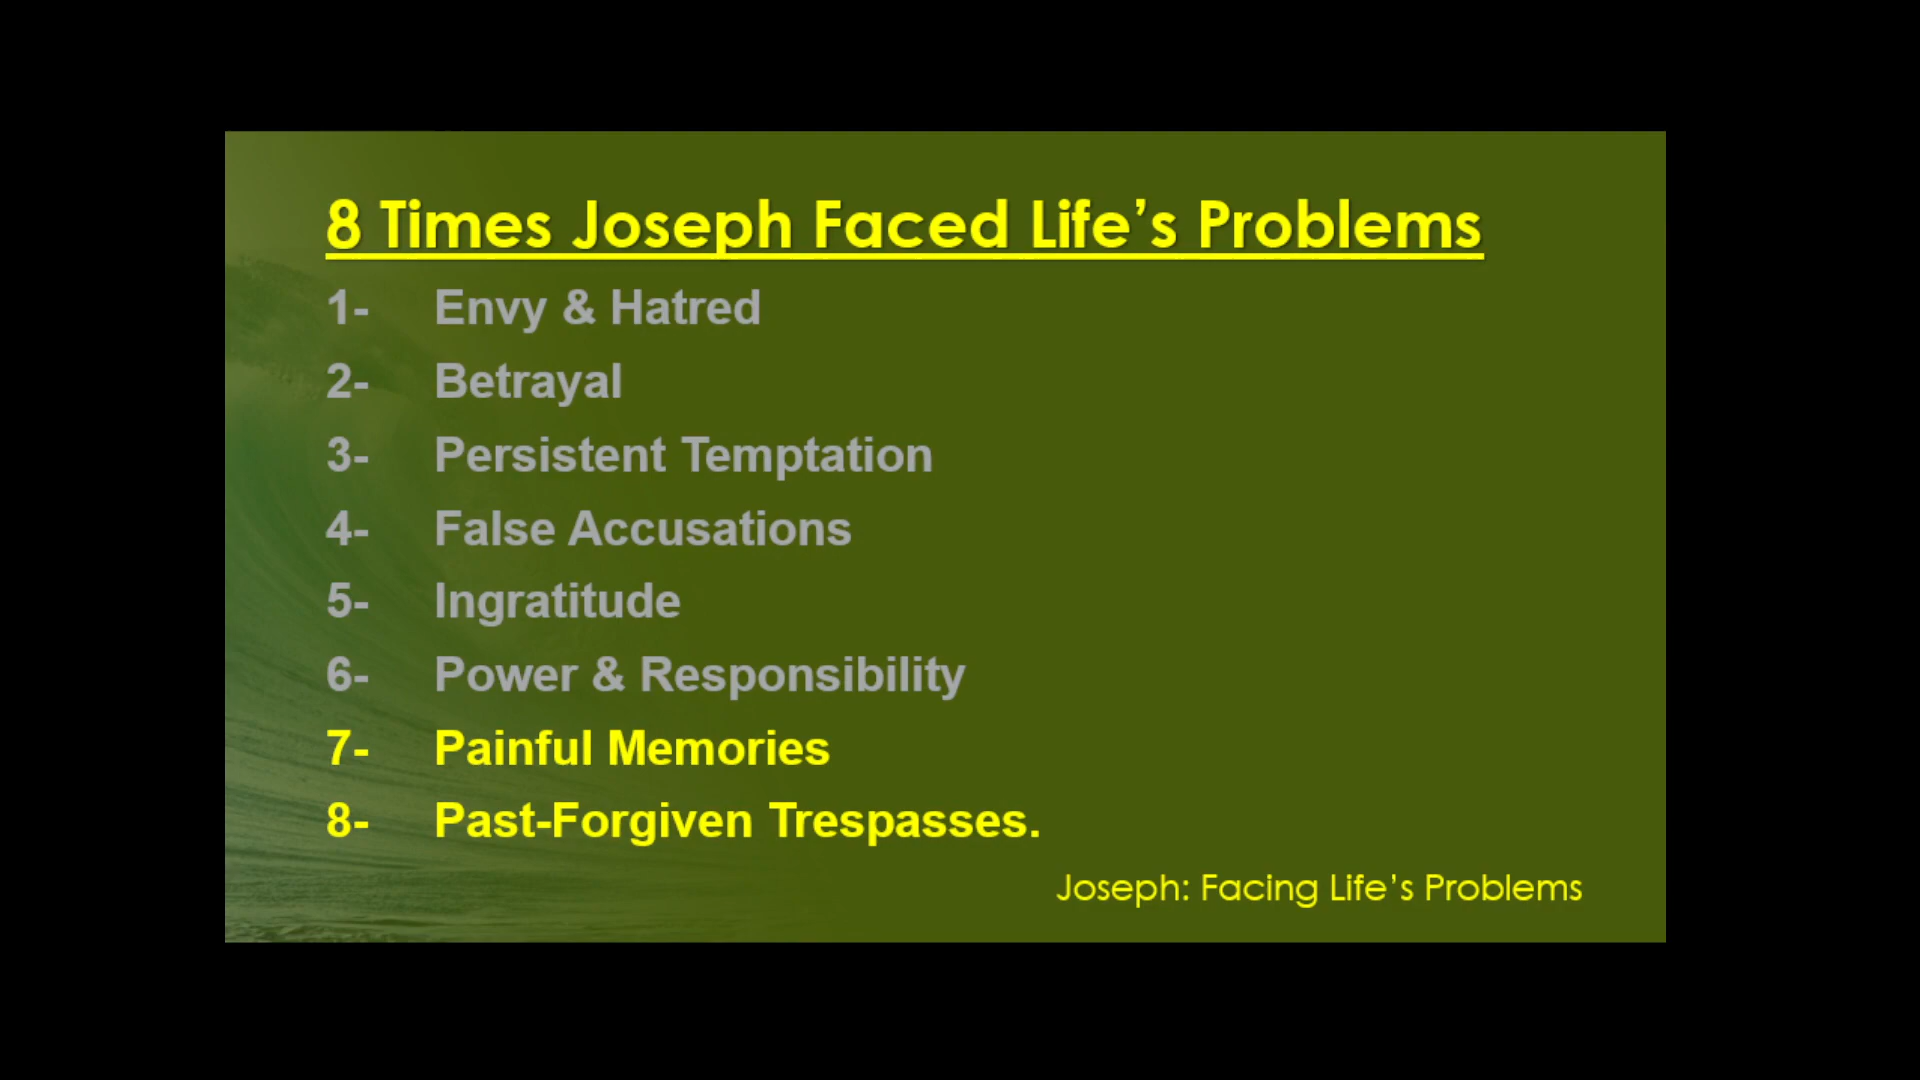 8 Times Joseph Faced Life’s Problems
1- Envy & Hatred
2- Betrayal
3- Persistent Temptation
4- False Accusations
5- Ingratitude
6- Power & Responsibility
7- Painful Memories
8- Past-Forgiven Trespasses.
Joseph: Facing Life’s Problems